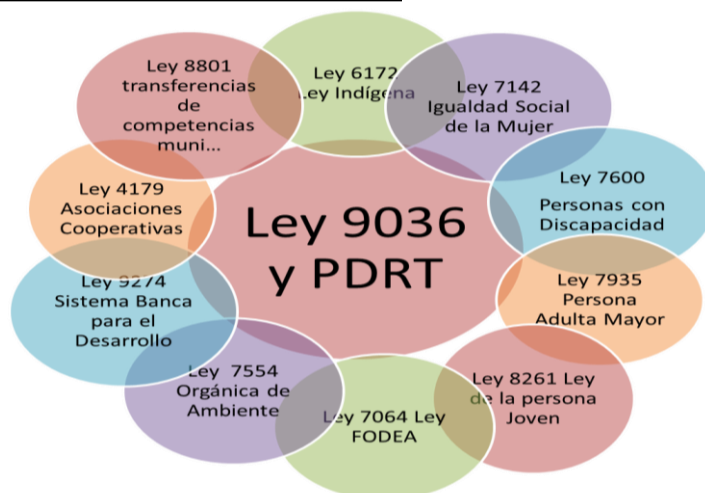 Ley 6172
Ley Indígena
Ley 7142
Igualdad Social
de la Mujer
Ley 7600
Personas con
Discapacidad
Ley 7935
Persona
Adulta Mayor
Ley 8261 Ley
de la persona
Joven
Ley 7064 Ley
FODEA
Ley 7554
Orgánica de
Ambiente
Ley 9274
Sistema Banca
para el
Desarrollo
Ley 4179
Asociaciones
Cooperativas
Ley 8801
transferencias
de
competencias
muni...
Ley 9036
y PDRT